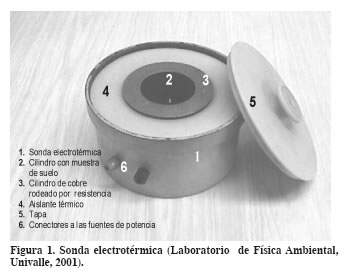 2
3
4
5
6
1
1. Sonda electrotérmica
2. Cilindro con muestra
de suelo
3. Cilindro de cobre
rodeado por resistencia
4. Aislante térmico
5. Tapa
6. Conectores a las fuentes de potencia
Figura 1. Sonda electrotérmica (Laboratorio de Física Ambiental,
Univalle, 2001).